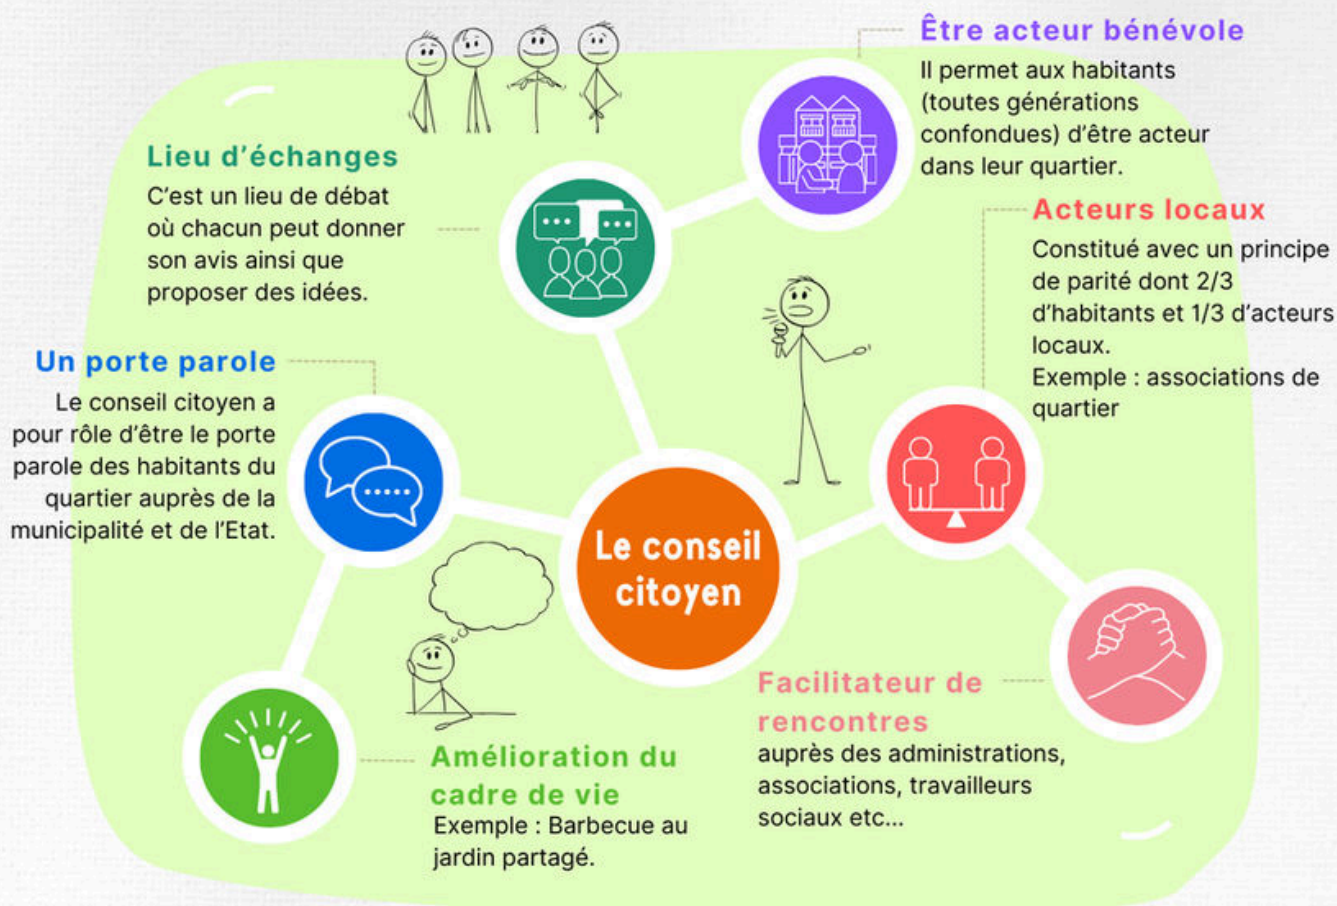 Être acteur bénévole
Il permet aux habitants
(toutes générations
confondues) d'être acteur
dans leur quartier.
Lieu d'échanges
C'est un lieu de débat
où chacun peut donner
son avis ainsi que
proposer des idées.
Acteurs locaux
Constitué avec un principe
de parité dont 2/3
d'habitants et 1/3 d'acteurs
locaux.
Exemple : associations de
quartier
Un porte parole
Le conseil citoyen a
pour rôle d'être le porte
parole des habitants du
quartier auprès de la
municipalité et de l'Etat.
Le conseil
citoyen
Facilitateur de
rencontres
auprès des administrations,
associations, travailleurs
sociaux etc...
Amélioration du
cadre de vie
Exemple : Barbecue au
jardin partagé.